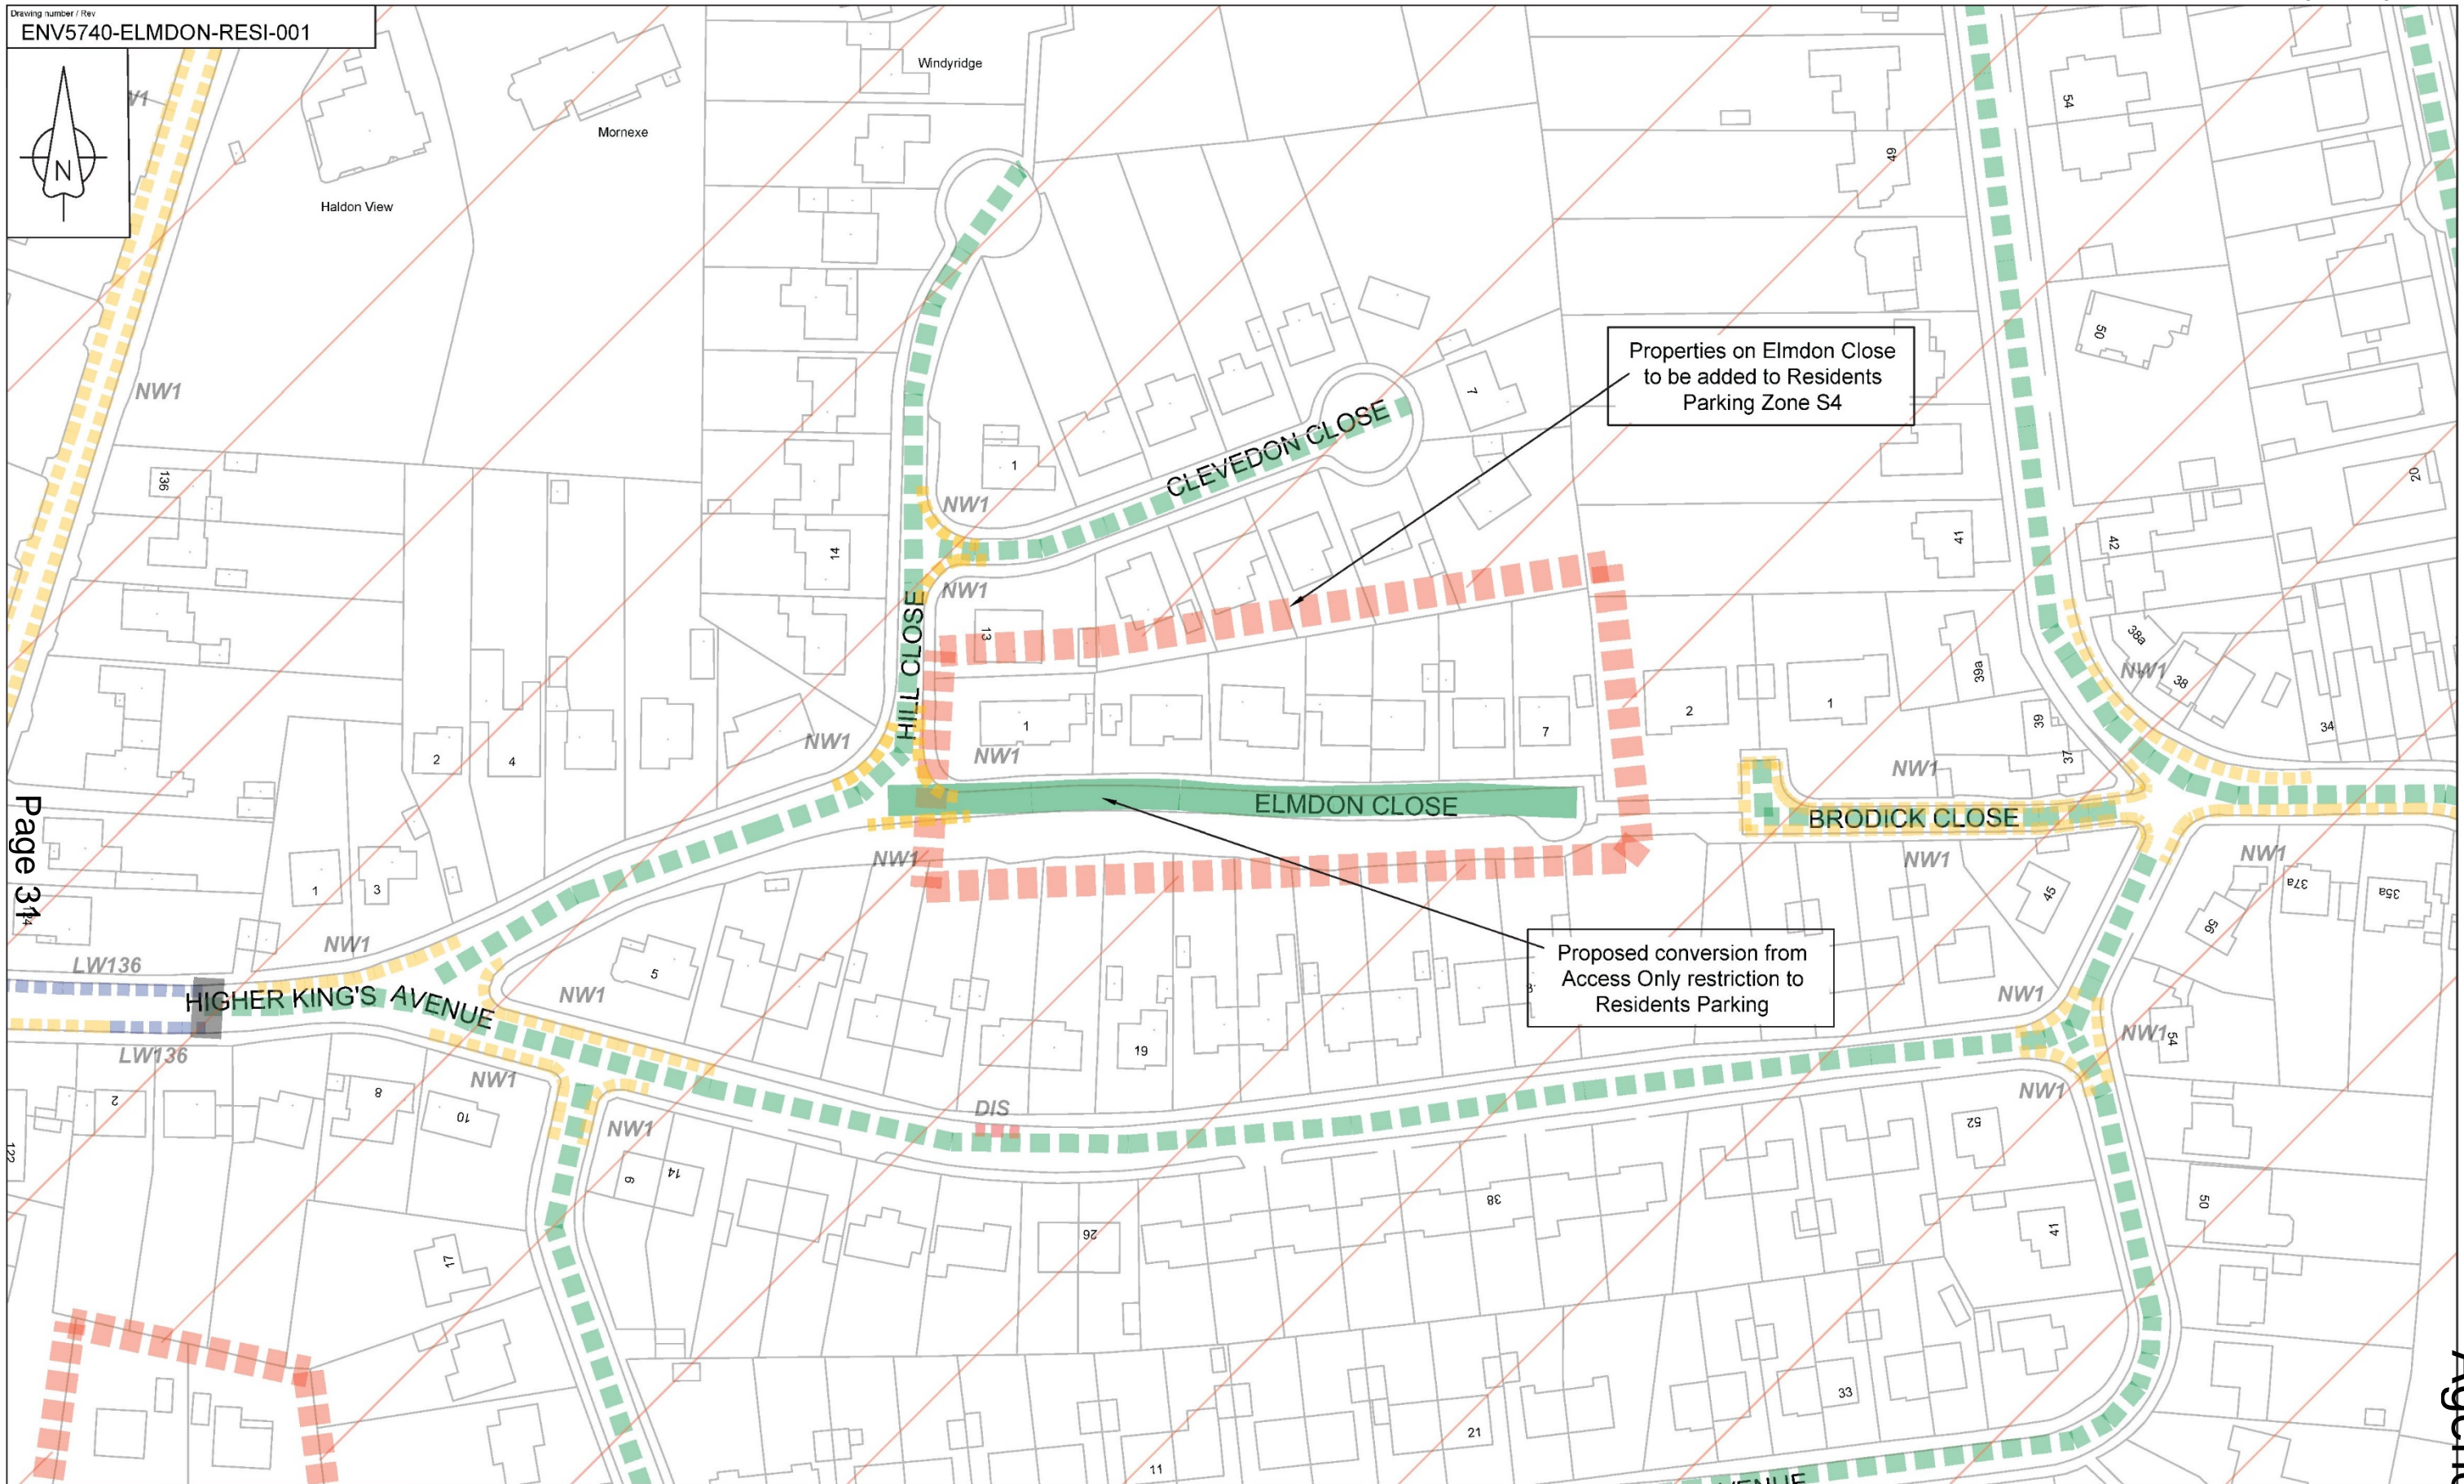 Drawing number / Rev
ENV5740-ELMDON-RESI-001
N
Windyridge
Mornexe
Haldon View
54
49
50
20
NW1
136
14
1
NW1
CLEVEDON CLOSE
7
Properties on Elmdon Close
to be added to Residents
Parking Zone S4
41
42
NW1
13
HILL CLOSE
38a
NW1
38
39a
34
39
37
2
4
NW1
1
NW1
7
2
1
NW1
ELMDON CLOSE
BRODICK CLOSE
Page 31
1
3
NW1
NW1
NW1
45
37a
35a
56
LW136
NW1
HIGHER KING'S AVENUE
5
NW1
19
Proposed conversion from
Access Only restriction to
Residents Parking
NW1
NW1
54
LW136
NW1
2
8
10
NW1
DIS
NW1
52
122
6
14
26
38
50
41
17
33
21
11